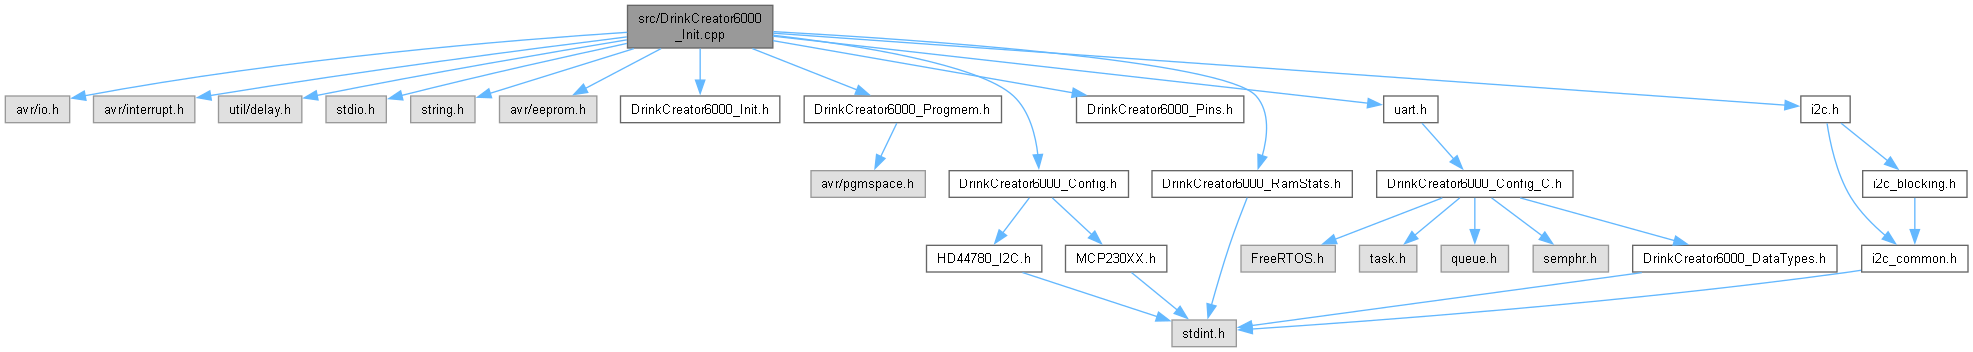 src/DrinkCreator6000
_Init.cpp
avr/io.h
avr/interrupt.h
util/delay.h
stdio.h
string.h
avr/eeprom.h
DrinkCreator6000_Init.h
DrinkCreator6000_Progmem.h
DrinkCreator6000_Pins.h
uart.h
i2c.h
avr/pgmspace.h
DrinkCreator6000_Config.h
DrinkCreator6000_RamStats.h
DrinkCreator6000_Config_C.h
i2c_blocking.h
HD44780_I2C.h
MCP230XX.h
FreeRTOS.h
task.h
queue.h
semphr.h
DrinkCreator6000_DataTypes.h
i2c_common.h
stdint.h